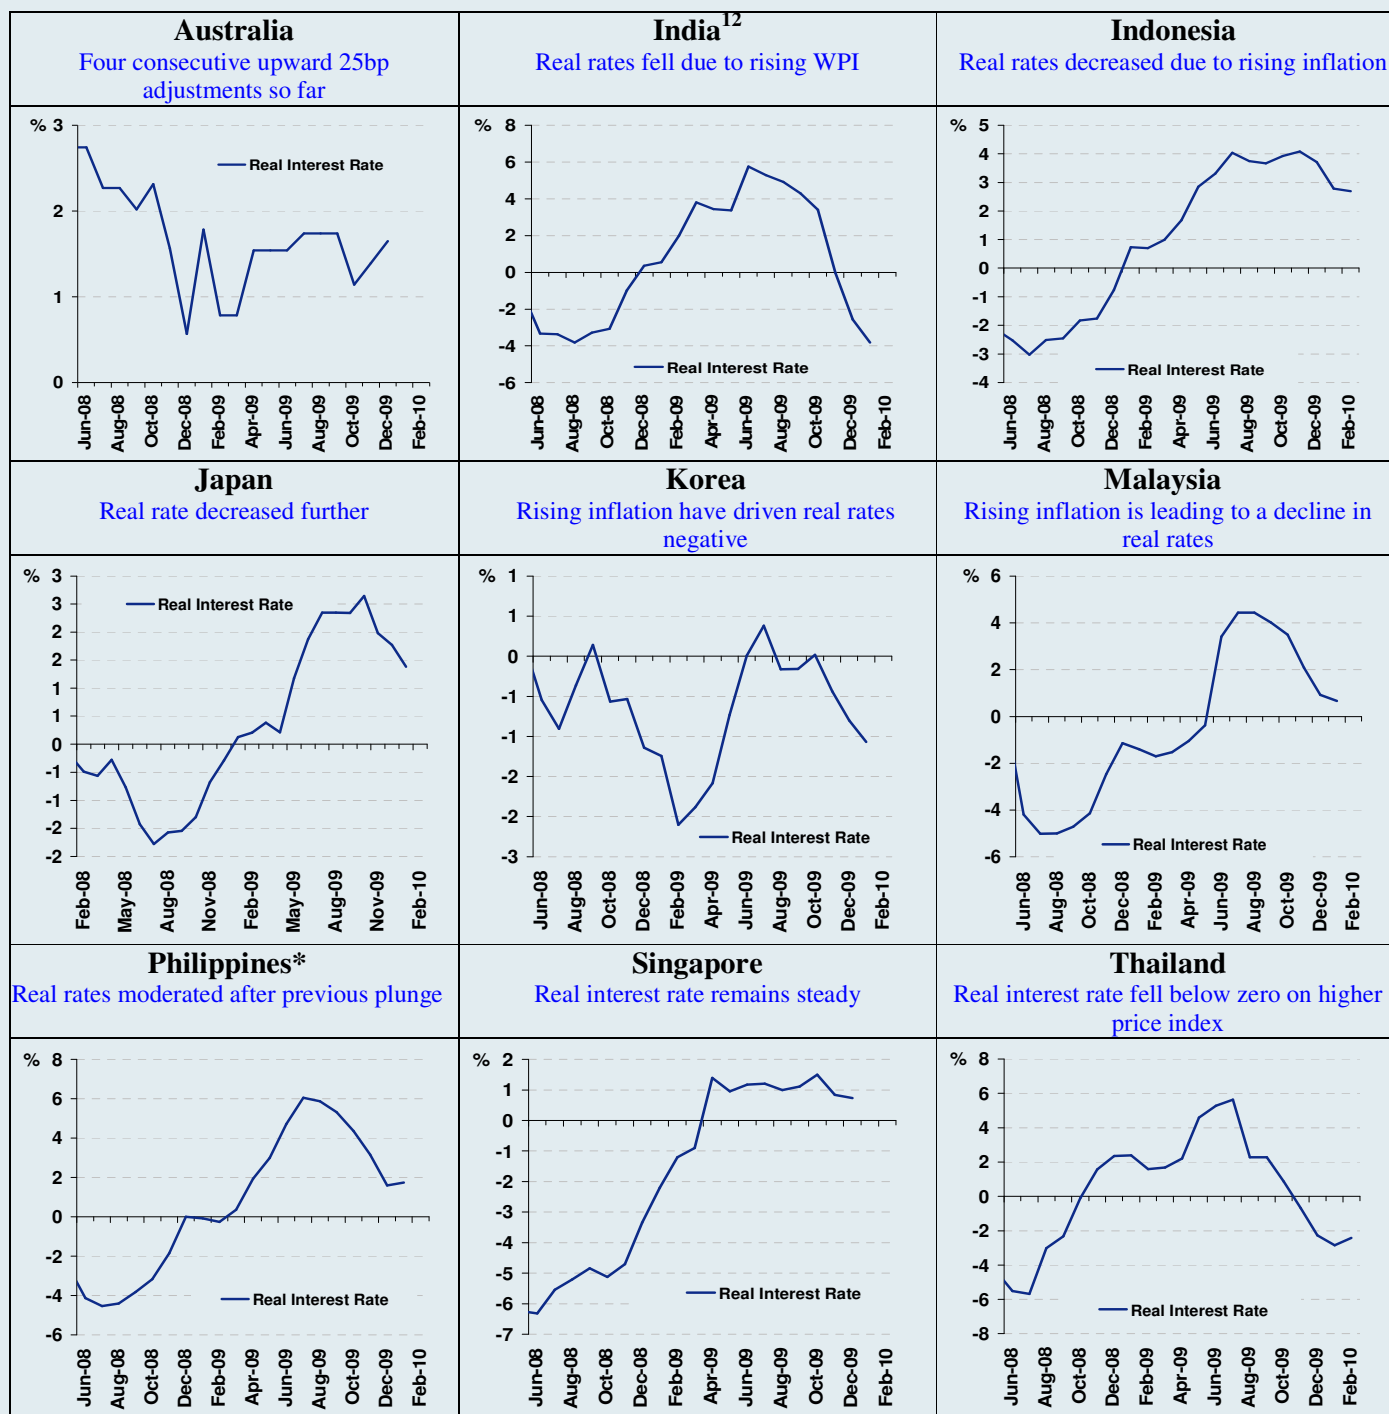 Australia
Four consecutive upward 25bp
adjustments so far
India12
Real rates fell due to rising WPI
Indonesia
Real rates decreased due to rising inflation
% 3
2
1
0
Real Interest Rate
Jun-08 Aug-08 Oct-08 Dec-08 Feb-09 Apr-09 Jun-09 Aug-09 Oct-09 Dec-09 Feb-10
% 8
6
4
2
0
-2
-4
-6
Real Interest Rate
Jun-08 Aug-08 Oct-08 Dec-08 Feb-09 Apr-09 Jun-09 Aug-09 Oct-09 Dec-09 Feb-10
% 5
4
3
2
1
0
-1
-2
-3
-4
Real Interest Rate
Jun-08 Aug-08 Oct-08 Dec-08 Feb-09 Apr-09 Jun-09 Aug-09 Oct-09 Dec-09 Feb-10
Japan
Real rate decreased further
Korea
Rising inflation have driven real rates
negative
Malaysia
Rising inflation is leading to a decline in
real rates
% 3
3
2
2
1
1
0
-1
-1
-2
-2
Real Interest Rate
Feb-08 May-08 Aug-08 Nov-08 Feb-09 May-09 Aug-09 Nov-09 Feb-10
% 1
1
0
-1
-1
-2
-2
-3
Real Interest Rate
Jun-08 Aug-08 Oct-08 Dec-08 Feb-09 Apr-09 Jun-09 Aug-09 Oct-09 Dec-09 Feb-10
% 6
4
2
0
-2
-4
-6
Real Interest Rate
Jun-08 Aug-08 Oct-08 Dec-08 Feb-09 Apr-09 Jun-09 Aug-09 Oct-09 Dec-09 Feb-10
Philippines*
Real rates moderated after previous plunge
Singapore
Real interest rate remains steady
Thailand
Real interest rate fell below zero on higher
price index
% 8
6
4
2
0
-2
-4
-6
Real Interest Rate
Jun-08 Aug-08 Oct-08 Dec-08 Feb-09 Apr-09 Jun-09 Aug-09 Oct-09 Dec-09 Feb-10
% 2
1
0
-1
-2
-3
-4
-5
-6
-7
Real Interest Rate
Jun-08 Aug-08 Oct-08 Dec-08 Feb-09 Apr-09 Jun-09 Aug-09 Oct-09 Dec-09 Feb-10
% 8
6
4
2
0
-2
-4
-6
-8
Real Interest Rate
Jun-08 Aug-08 Oct-08 Dec-08 Feb-09 Apr-09 Jun-09 Aug-09 Oct-09 Dec-09 Feb-10